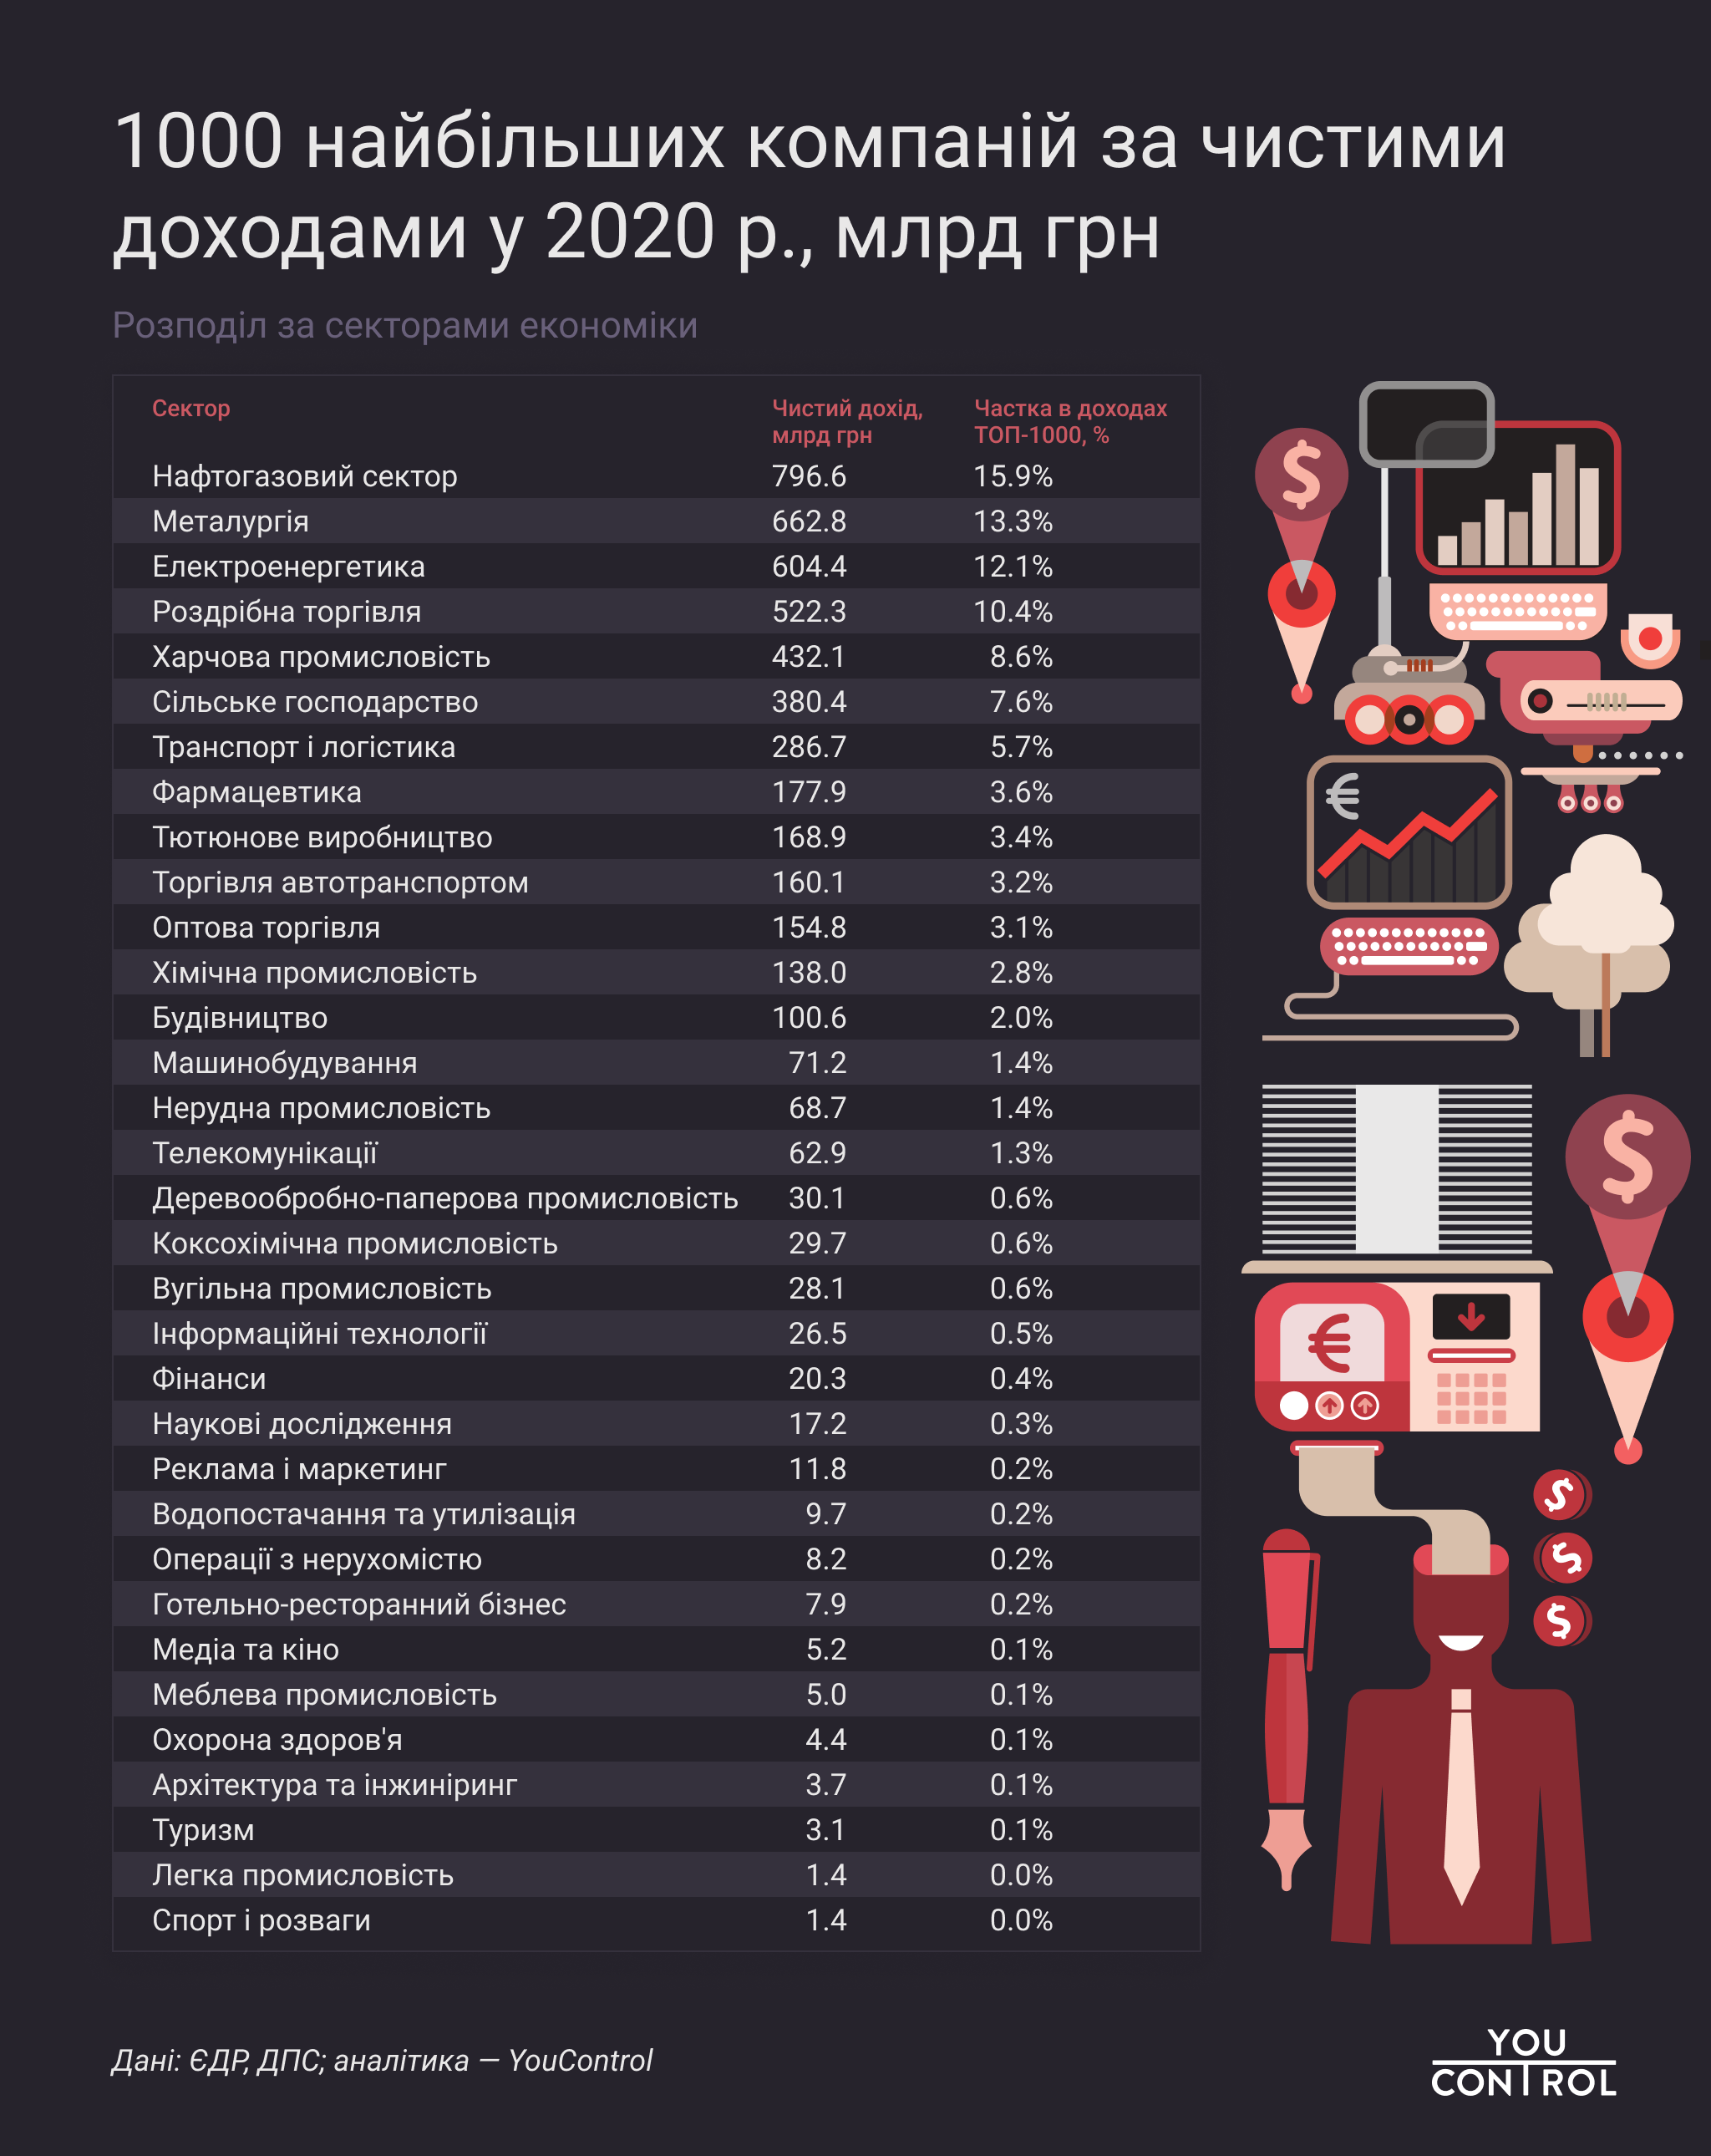 1000 найбільших компаній за чистими
доходами у 2020 р., млрд грн
Розподіл за секторами економіки
Сектор Чистий дохід, млрд грн Частка в доходах ТОП-1000, %
Нафтогазовий сектор 796.6 15.9%
Металургія 662.8 13.3%
Електроенергетика 604.4 12.1%
Роздрібна торгівля 522.3 10.4%
Харчова промисловість 432.1 8.6%
Сільське господарство 380.4 7.6%
Транспорт і логістика 286.7 5.7%
Фармацевтика 177.9 3.6%
Тютюнове виробництво 168.9 3.4%
Торгівля автотранспортом 160.1 3.2%
Оптова торгівля 154.8 3.1%
Хімічна промисловість 138.0 2.8%
Будівництво 100.6 2.0%
Машинобудування 71.2 1.4%
Нерудна промисловість 68.7 1.4%
Телекомунікації 62.9 1.3%
Деревообробно-паперова промисловість 30.1 0.6%
Коксохімічна промисловість 29.7 0.6%
Вугільна промисловість 28.1 0.6%
Інформаційні технології 26.5 0.5%
Фінанси 20.3 0.4%
Наукові дослідження 17.2 0.3%
Реклама і маркетинг 11.8 0.2%
Водопостачання та утилізація 9.7 0.2%
Операції з нерухомістю 8.2 0.2%
Готельно-ресторанний бізнес 7.9 0.2%
Медіа та кіно 5.2 0.1%
Меблева промисловість 5.0 0.1%
Охорона здоров'я 4.4 0.1%
Архітектура та інжиніринг 3.7 0.1%
Туризм 3.1 0.1%
Легка промисловість 1.4 0.0%
Спорт і розваги 1.4 0.0%
$
€
$
€
$
$
$
Дані: ЄДР, ДПС; аналітика — YouControl
YOU
CONTROL